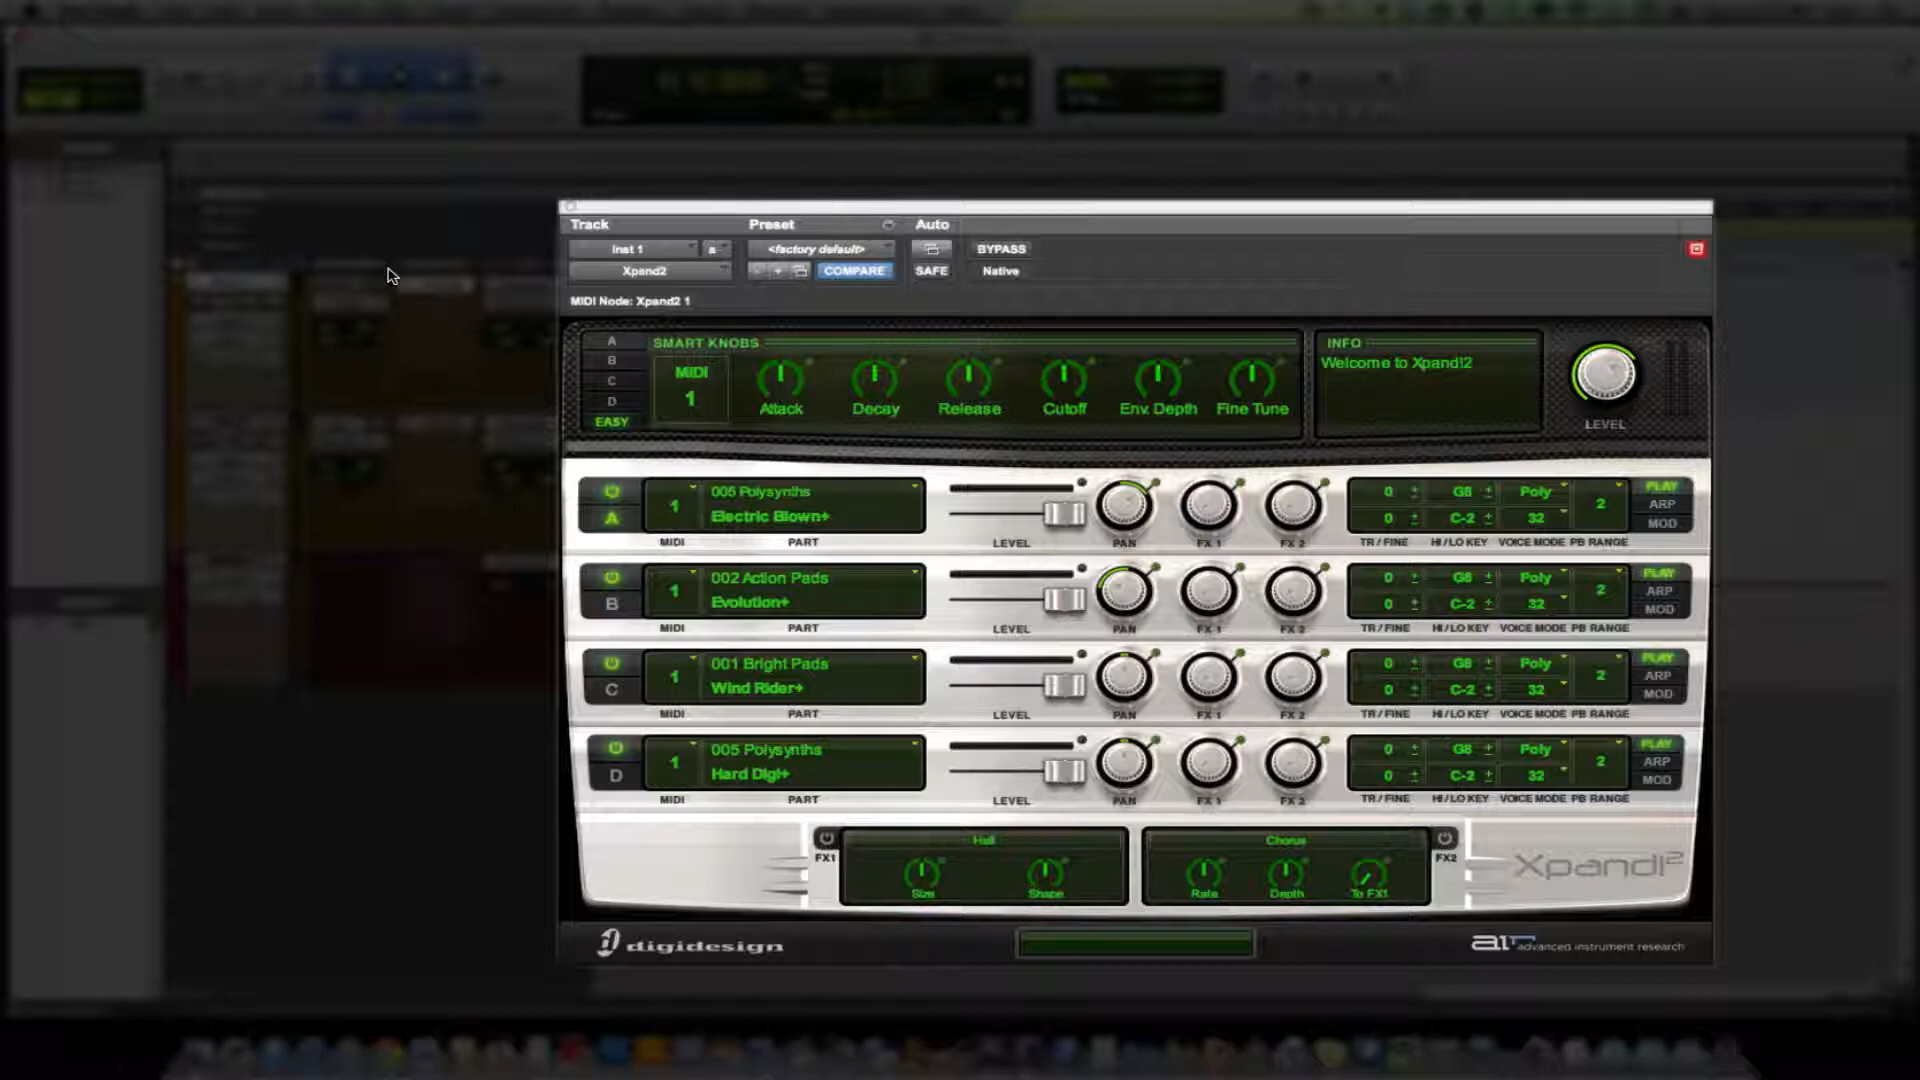 Track
Preset
Auto
Inst 1
a
<factory default>
BYPASS
Xpand2
- +
COMPARE
SAFE
Native
MIDI Node: Xpand2 1
A
B
C
D
EASY
SMART KNOBS
MIDI
1
Attack
Decay
Release
Cutoff
Env. Depth
Fine Tune
INFO
Welcome to Xpand!2
LEVEL
A
1
005 Polysynths
Electric Blown+
MIDI
PART
LEVEL
PAN
FX 1
FX 2
0 G8 Poly
2
0 C-2 32
TR / FINE HI / LO KEY VOICE MODE PB RANGE
PLAY
ARP
MOD
B
1
002 Action Pads
Evolution+
MIDI
PART
LEVEL
PAN
FX 1
FX 2
0 G8 Poly
2
0 C-2 32
TR / FINE HI / LO KEY VOICE MODE PB RANGE
PLAY
ARP
MOD
C
1
001 Bright Pads
Wind Rider+
MIDI
PART
LEVEL
PAN
FX 1
FX 2
0 G8 Poly
2
0 C-2 32
TR / FINE HI / LO KEY VOICE MODE PB RANGE
PLAY
ARP
MOD
D
1
005 Polysynths
Hard Digi+
MIDI
PART
LEVEL
PAN
FX 1
FX 2
0 G8 Poly
2
0 C-2 32
TR / FINE HI / LO KEY VOICE MODE PB RANGE
PLAY
ARP
MOD
FX1
Hall
Size
Shape
Chorus
Rate
Depth
To FX1
FX2
Xpand!2
digidesign
air advanced instrument research